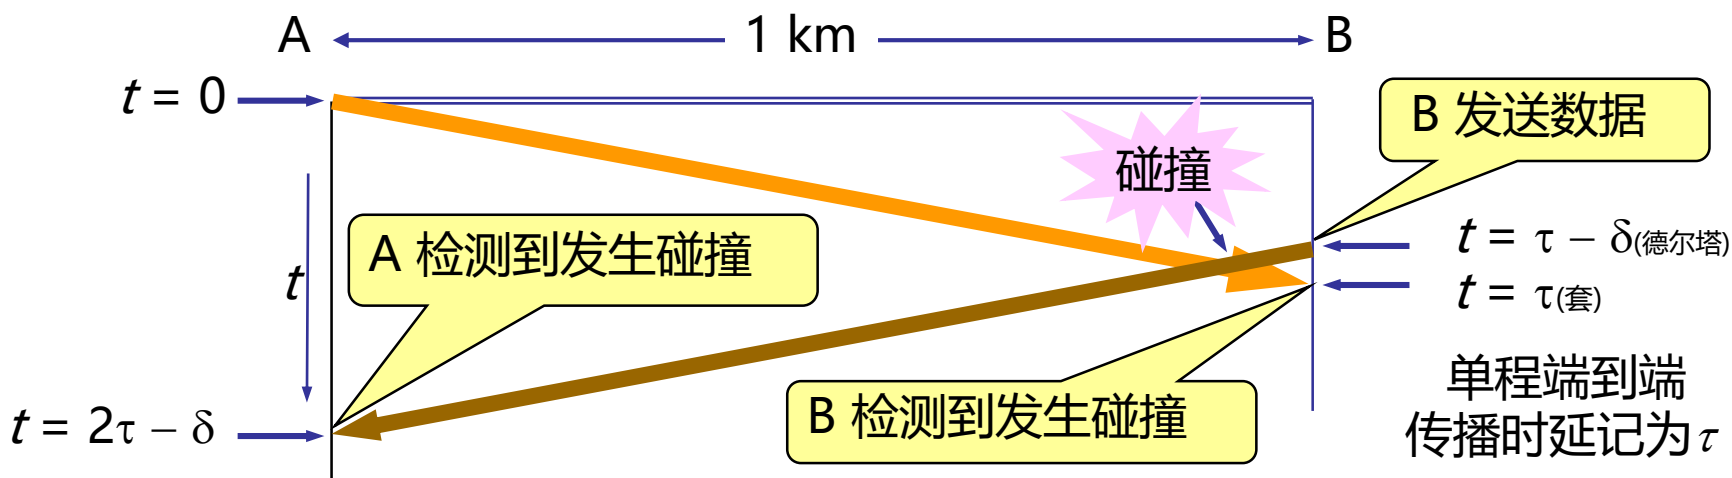 A
1 km
B
t = 0
B 发送数据
碰撞
t = τ – δ(德尔塔)
A 检测到发生碰撞
t
t = τ(套)
单程端到端
B 检测到发生碰撞
t = 2τ – δ
传播时延记为τ